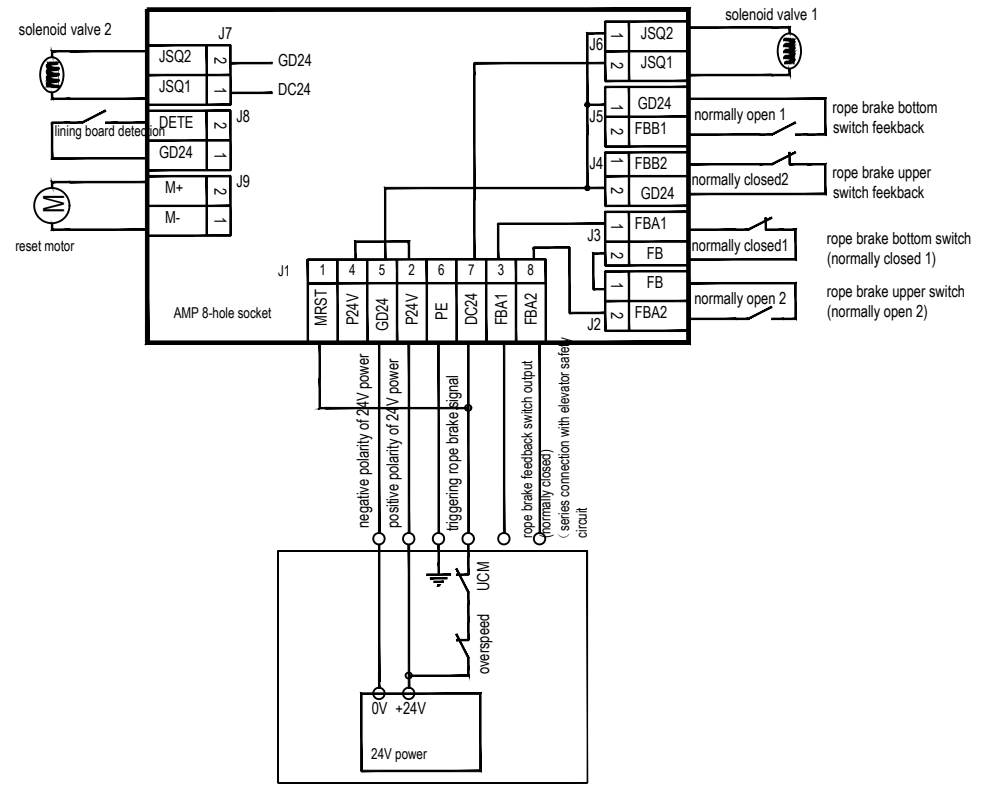 solenoid valve 2
J7
JSQ2 2 GD24
JSQ1 1 DC24
J8
DETE 2
lining board detection
GD24 1
J9
M+ 2
M- 1
M
reset motor
solenoid valve 1
J6
1 JSQ2
2 JSQ1
J5
1 GD24
2 FBB1
normally open 1
rope brake bottom
switch feekback
J4
1 FBB2
2 GD24
normally closed2
rope brake upper
switch feekback
J3
1 FBA1
2 FB
normally closed1
rope brake bottom switch
(normally closed 1)
J2
1 FB
2 FBA2
normally open 2
rope brake upper switch
(normally open 2)
J1
1 4 5 2 6 7 3 8
MRST P24V GD24 P24V PE DC24 FBA1 FBA2
AMP 8-hole socket
negative polarity of 24V power
positive polarity of 24V power
triggering rope brake signal
rope brake feedback switch output
(normally closed)
( series connection with elevator safety
circuit
UCM
overspeed
0V +24V
24V power